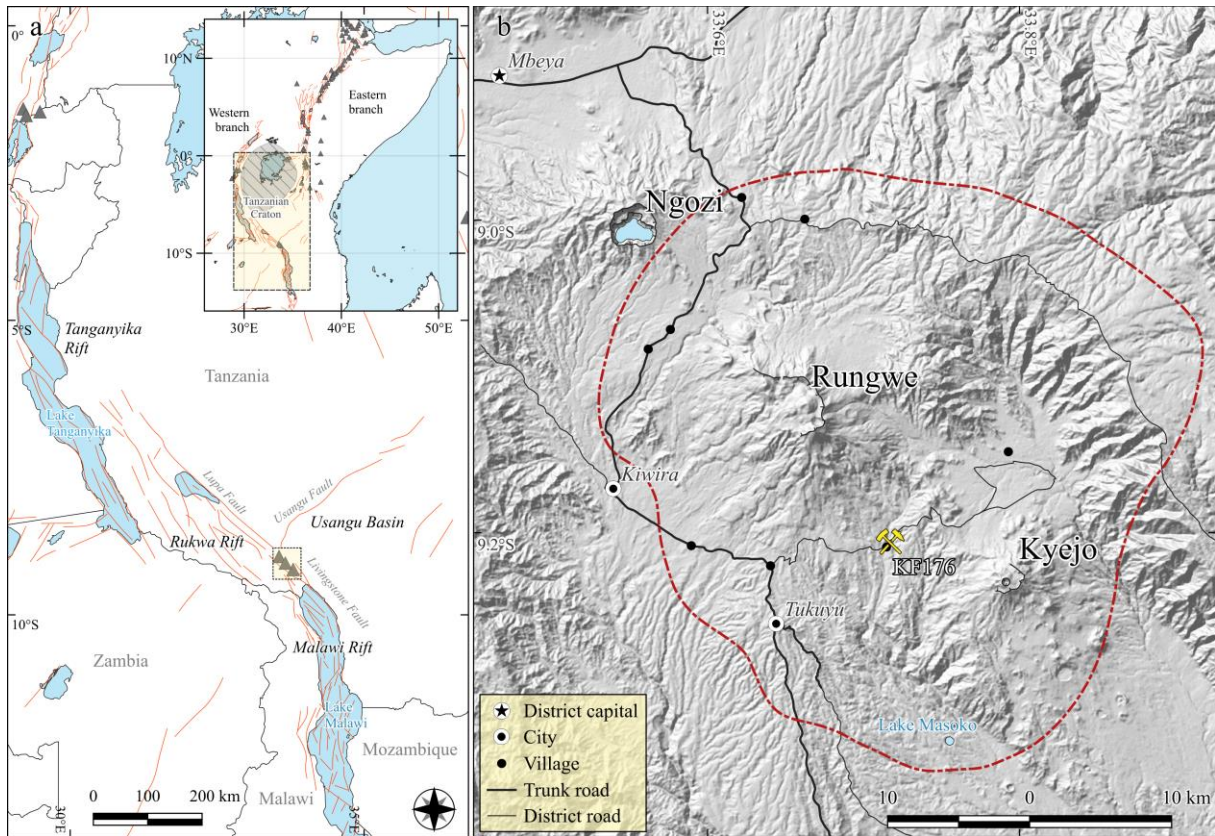 a
0°
10°N
Eastern
branch
Western
branch
0°
Tanzanian
Craton
10°S
30°E
40°E
50°E
5°S
Tanganyika
Rift
Tanzania
Lake
Tanganyika
Lupa Fault
Usangu Fault
Usangu Basin
Rukwa Rift
Livingstone Fault
10°S
Malawi Rift
Zambia
Lake
Malawi
Mozambique
Malawi
0 100 200 km
30°E
35°E
b
33.6°E
33.8°E
Mbeya
Ngozi
9.0°S
Rungwe
Kiwira
9.2°S
KF176
Kyejo
Tukuyu
Lake Masoko
District capital
City
Village
Trunk road
District road
10 0 10 km